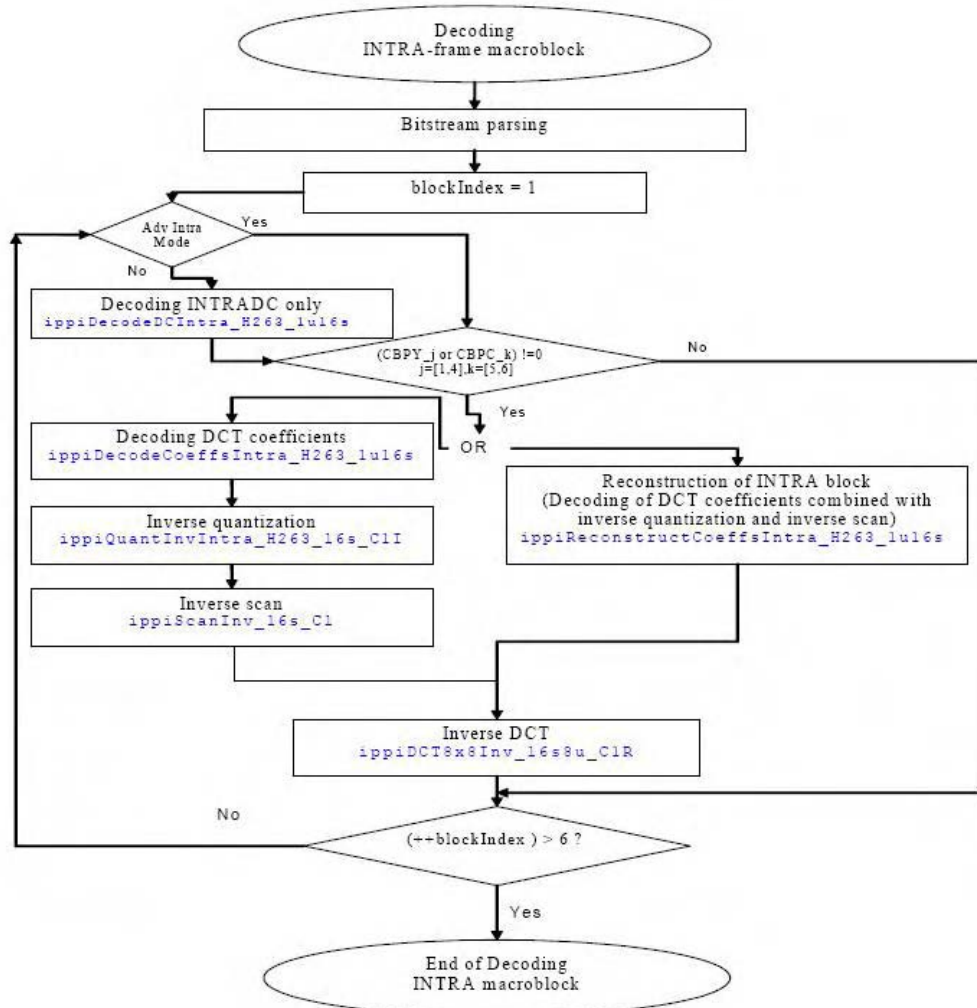 Decoding
INTRA-frame macroblock
Bitstream parsing
blockIndex = 1
Adv Intra
Mode
Yes
No
Decoding INTRADC only
ippiDecodeDCIntra_H263_1u16s
(CBPY_j or CBPC_k) !=0
j=[1,4],k=[5,6]
No
Yes
OR
Decoding DCT coefficients
ippiDecodeCoeffsIntra_H263_1u16s
Inverse quantization
ippiQuantInvIntra_H263_16s_C1I
Inverse scan
ippiScanInv_16s_C1
Reconstruction of INTRA block
(Decoding of DCT coefficients combined with
inverse quantization and inverse scan)
ippiReconstructCoeffsIntra_H263_1u16s
Inverse DCT
ippiDCT8x8Inv_16s8u_C1R
No
(++blockIndex ) > 6 ?
Yes
End of Decoding
INTRA macroblock